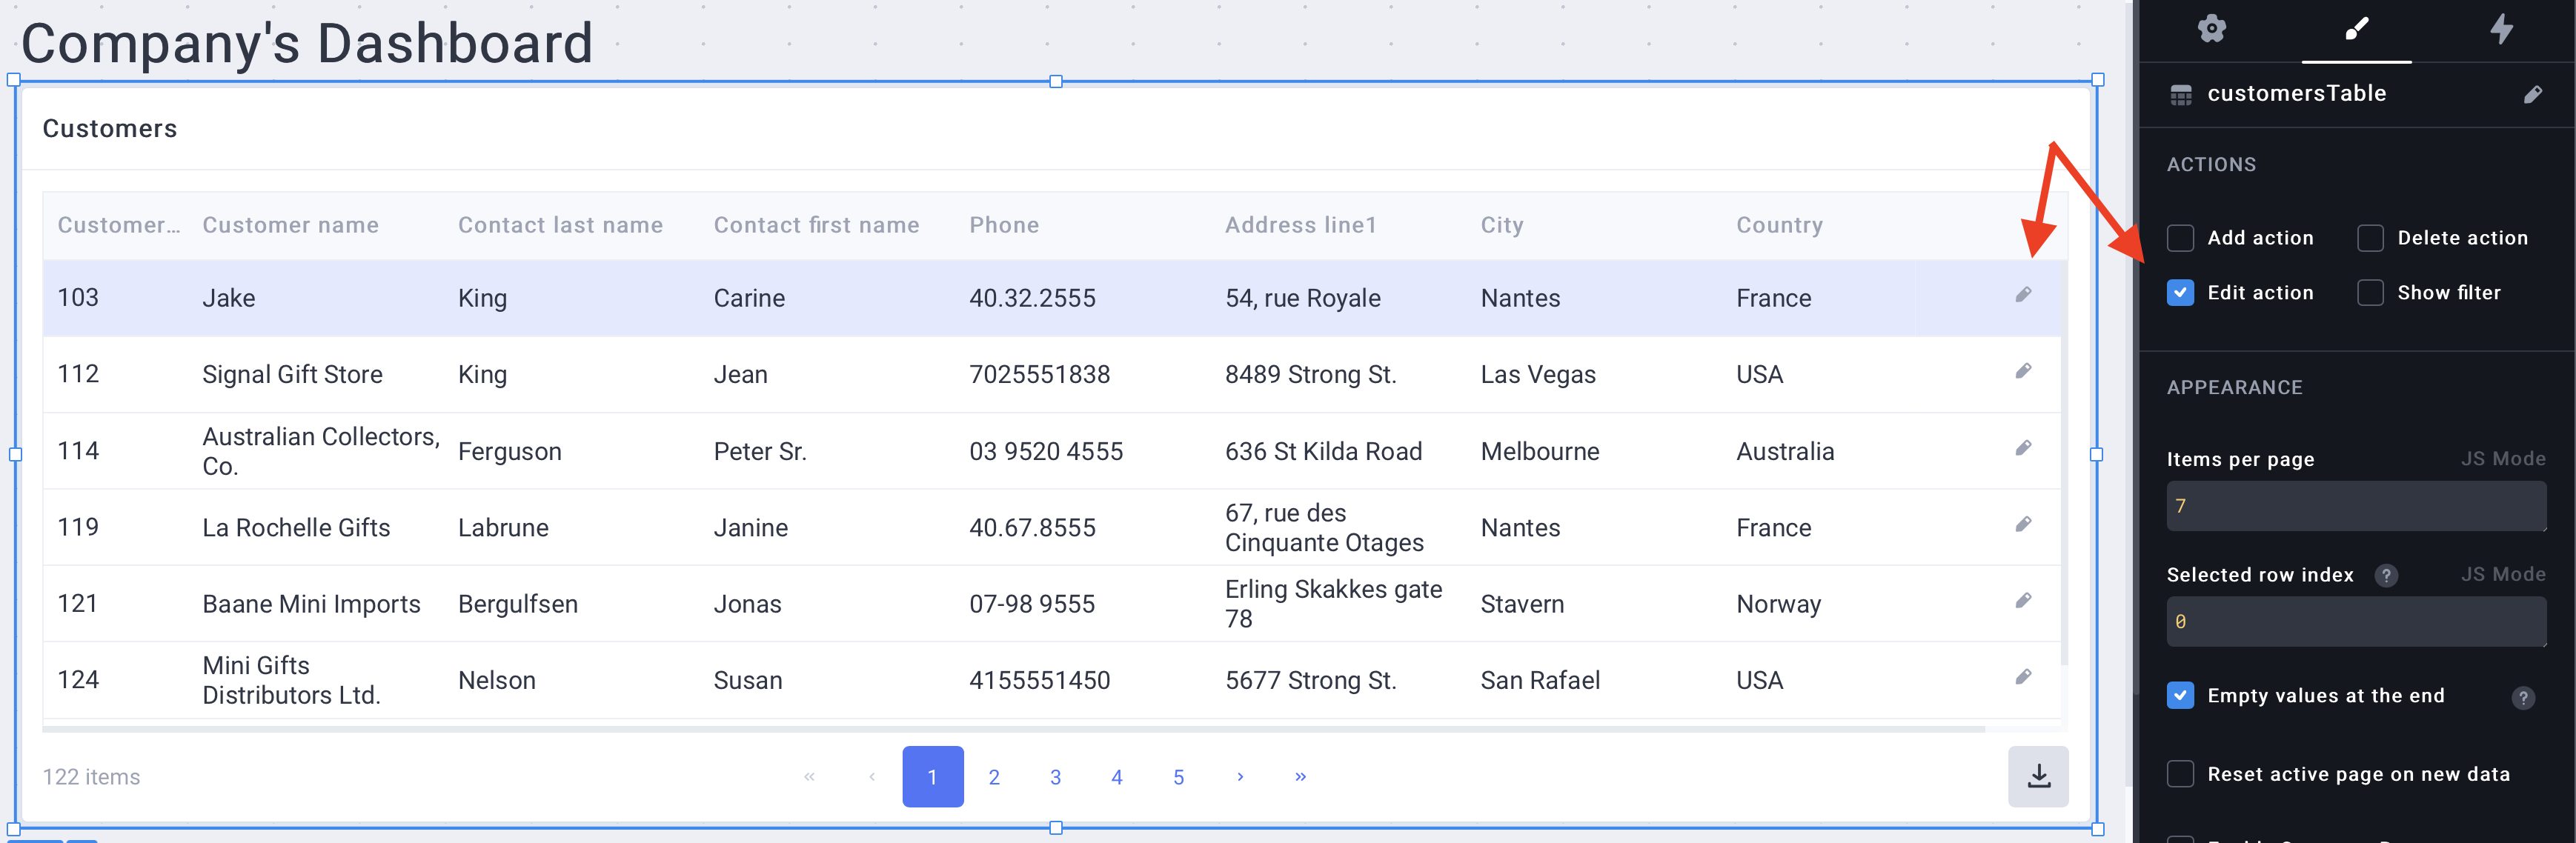 Company's Dashboard
Customers
Customer... Customer name Contact last name Contact first name Phone Address line1 City Country
103 Jake King Carine 40.32.2555 54, rue Royale Nantes France
112 Signal Gift Store King Jean 7025551838 8489 Strong St. Las Vegas USA
114 Australian Collectors, Co. Ferguson Peter Sr. 03 9520 4555 636 St Kilda Road Melbourne Australia
119 La Rochelle Gifts Labrune Janine 40.67.8555 67, rue des Cinquante Otages Nantes France
121 Baane Mini Imports Bergulfsen Jonas 07-98 9555 Erling Skakkes gate 78 Stavern Norway
124 Mini Gifts Distributors Ltd. Nelson Susan 4155551450 5677 Strong St. San Rafael USA
122 items « ‹ 1 2 3 4 5 › »
customersTable
ACTIONS
Add action Delete action
Edit action Show filter
APPEARANCE
Items per page JS Mode
7
Selected row index ? JS Mode
0
Empty values at the end ?
Reset active page on new data